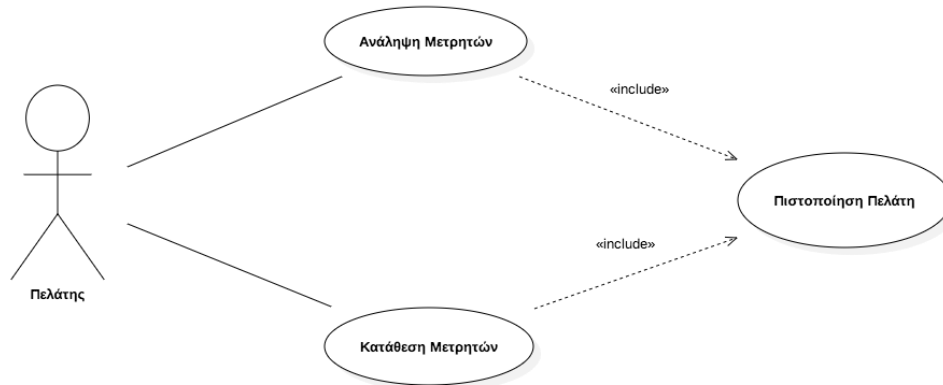 Ανάληψη Μετρητών
«include»
Πιστοποίηση Πελάτη
«include»
Πελάτης
Κατάθεση Μετρητών